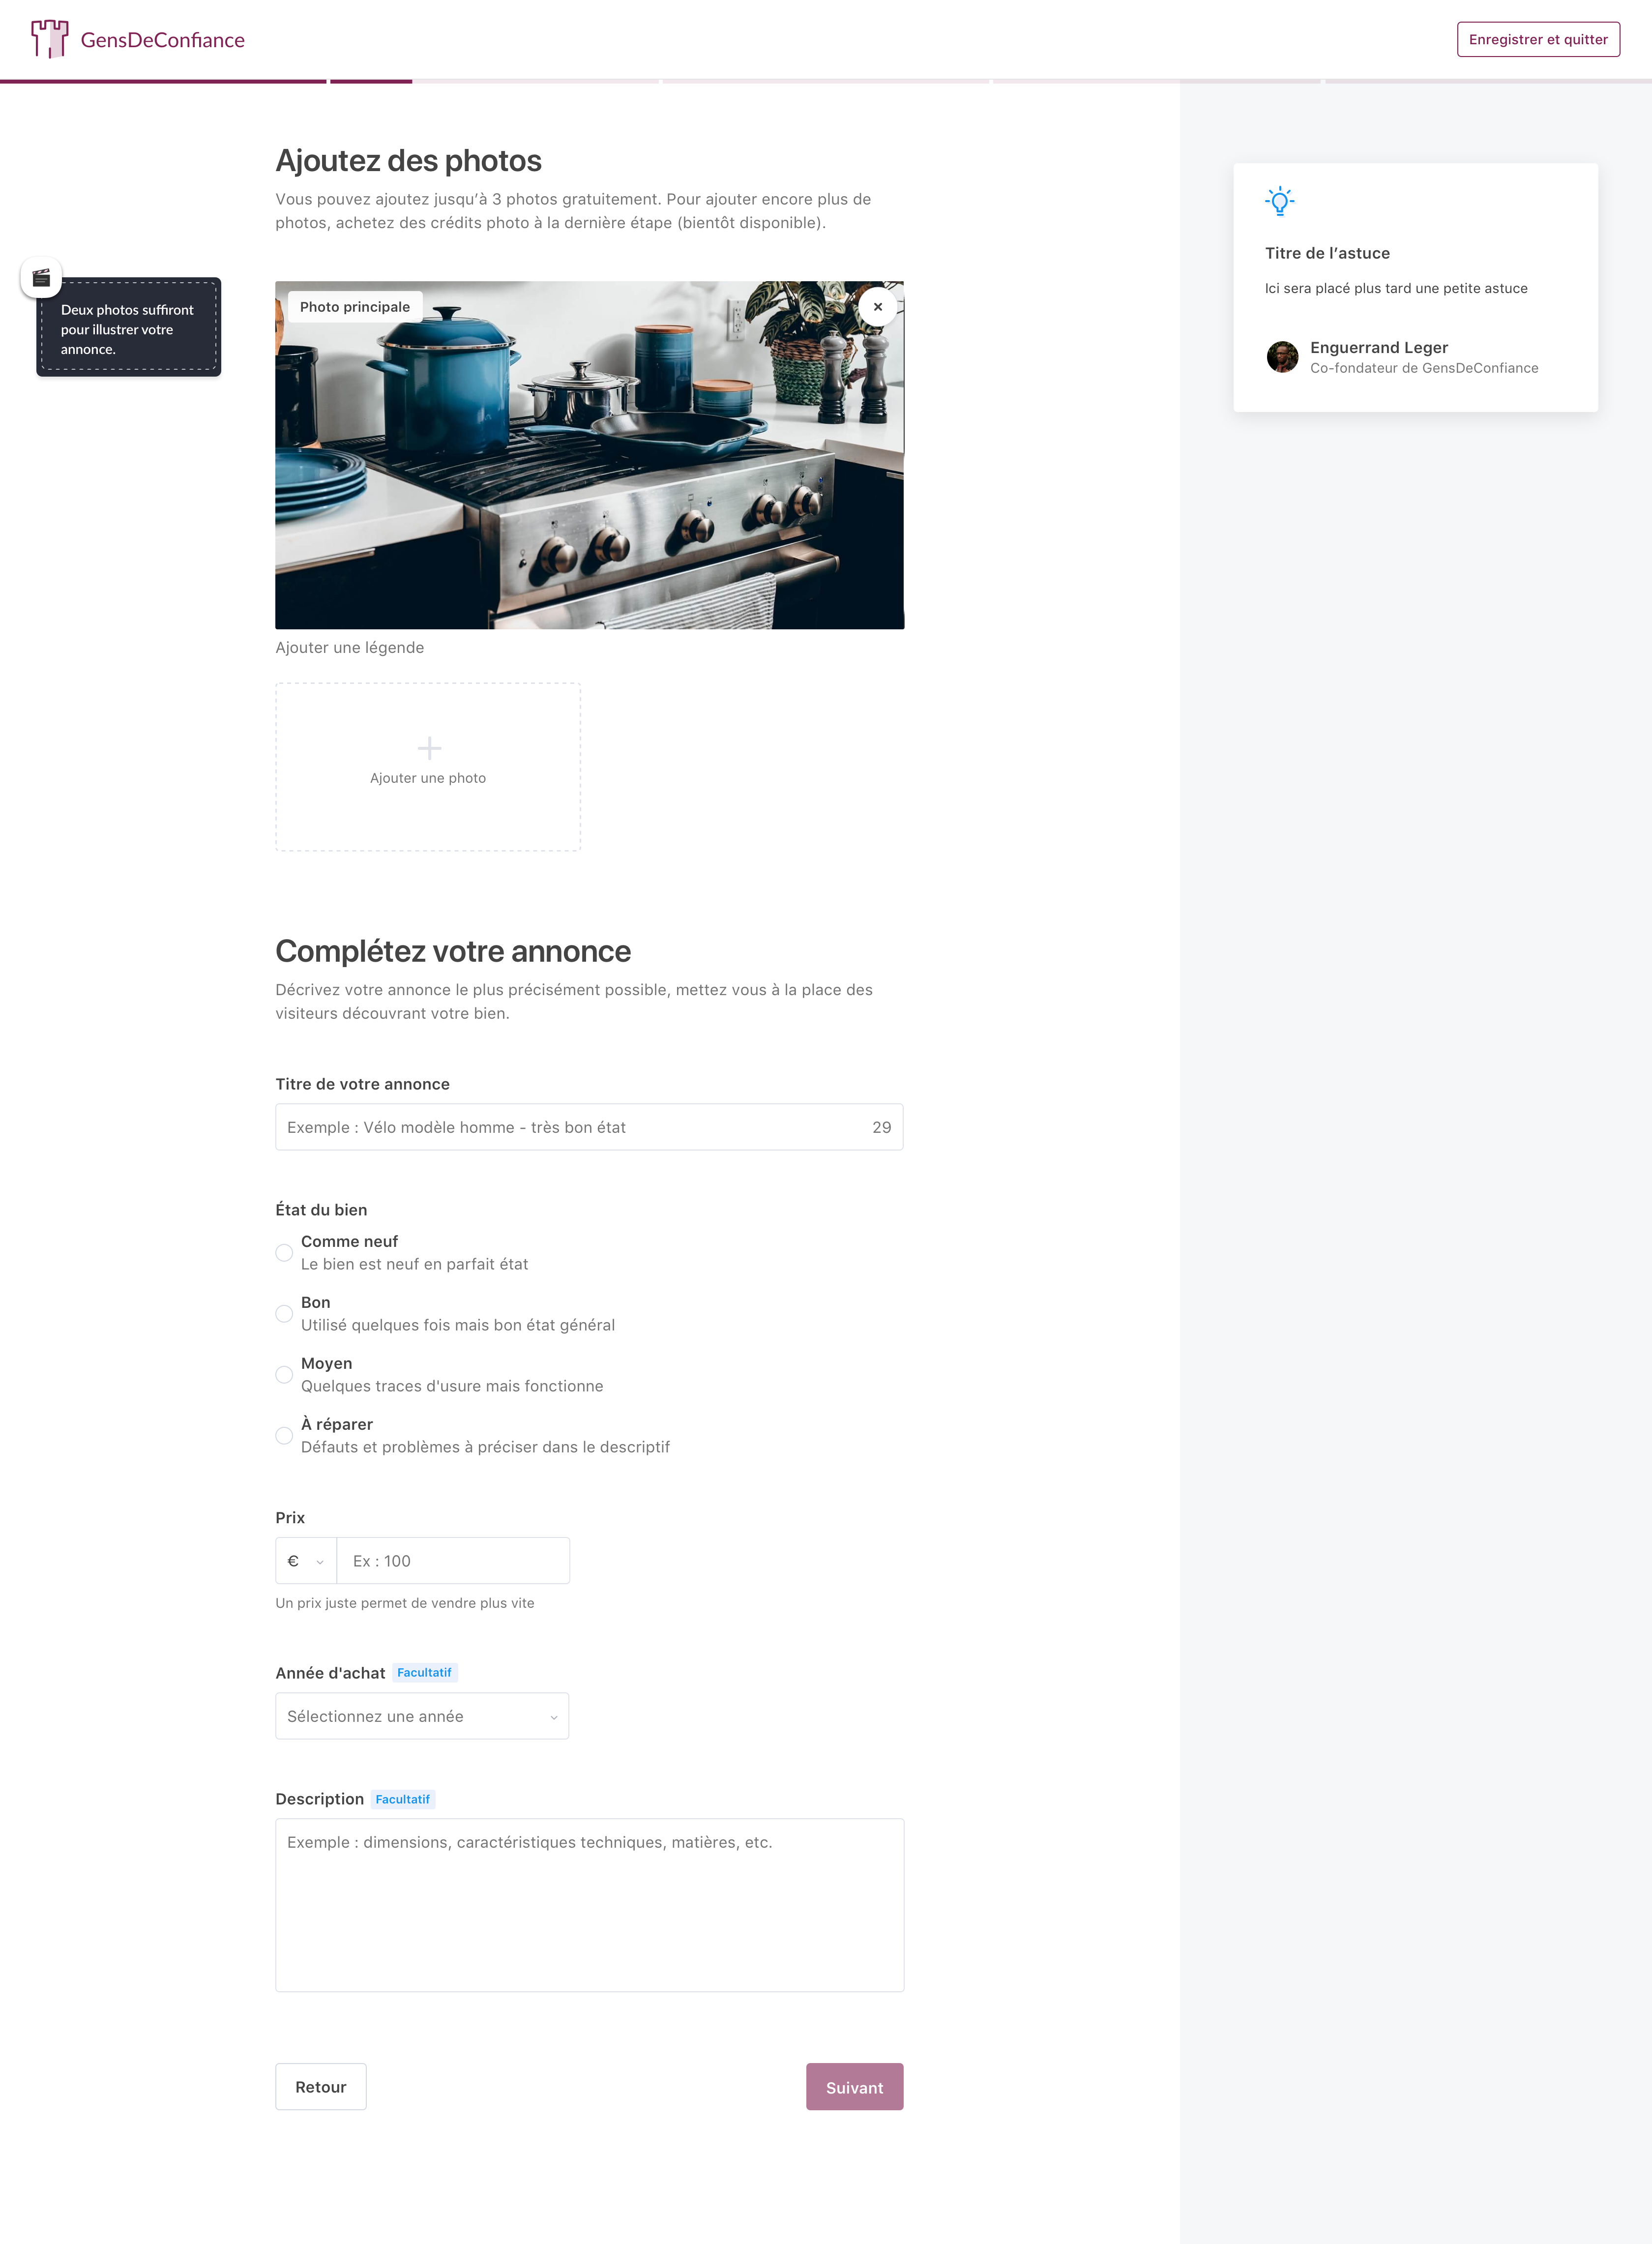 GensDeConfiance
Enregistrer et quitter
Ajoutez des photos
Vous pouvez ajoutez jusqu’à 3 photos gratuitement. Pour ajouter encore plus de
photos, achetez des crédits photo à la dernière étape (bientôt disponible).
Deux photos suffiront
pour illustrer votre
annonce.
Photo principale
Ajouter une légende
Ajouter une photo
Titre de l’astuce
Ici sera placé plus tard une petite astuce
Enguerrand Leger
Co-fondateur de GensDeConfiance
Complétez votre annonce
Décrivez votre annonce le plus précisément possible, mettez vous à la place des
visiteurs découvrant votre bien.
Titre de votre annonce
Exemple : Vélo modèle homme - très bon état 29
État du bien
Comme neuf
Le bien est neuf en parfait état
Bon
Utilisé quelques fois mais bon état général
Moyen
Quelques traces d'usure mais fonctionne
À réparer
Défauts et problèmes à préciser dans le descriptif
Prix
€ Ex : 100
Un prix juste permet de vendre plus vite
Année d'achat Facultatif
Sélectionnez une année
Description Facultatif
Exemple : dimensions, caractéristiques techniques, matières, etc.
Retour
Suivant